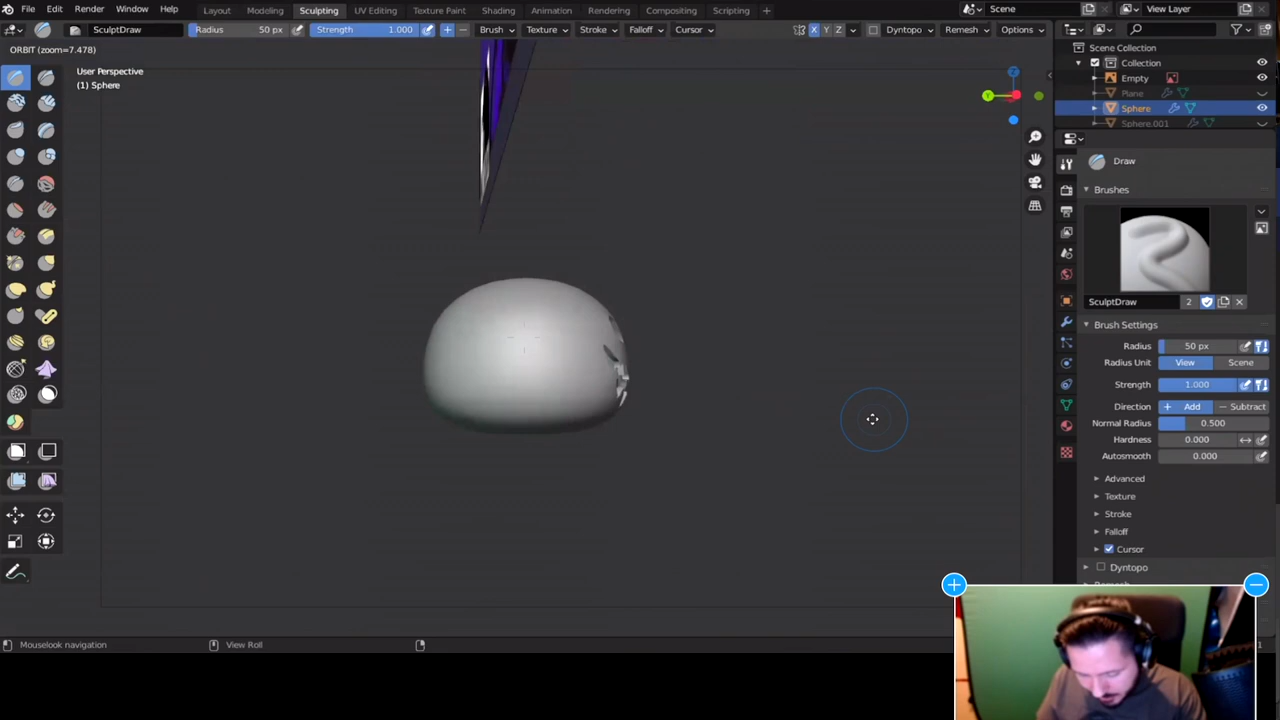 File Edit Render Window Help Layout Modeling Sculpting UV Editing Texture Paint Shading Animation Rendering Compositing Scripting + Scene View Layer
SculptDraw Radius 50 px Strength 1.000 Brush Texture Stroke Falloff Cursor X Y Z Dyntopo Remesh Options
ORBIT (zoom=7.478)
User Perspective
(1) Sphere
Z
Y
Scene Collection
Collection
Empty
Plane
Sphere
Sphere.001
Draw
Brushes
SculptDraw 2
Brush Settings
Radius 50 px
Radius Unit View Scene
Strength 1.000
Direction + Add − Subtract
Normal Radius 0.500
Hardness 0.000
Autosmooth 0.000
Advanced
Texture
Stroke
Falloff
Cursor
Dyntopo
Mouselook navigation View Roll